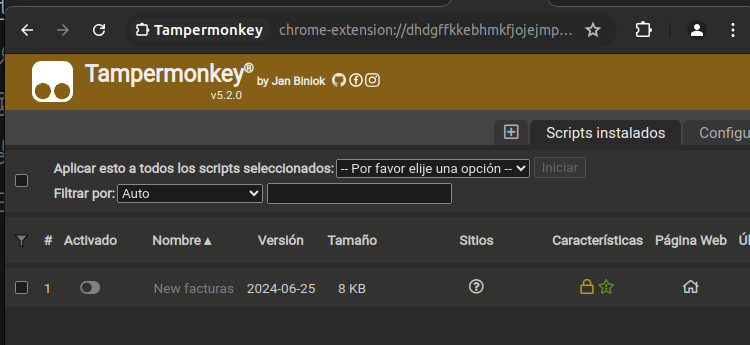 Tampermonkey chrome-extension://dhdgffkkebhmkfjojejmp...
Tampermonkey® by Jan Biniok
v5.2.0
Scripts instalados Configu
Aplicar esto a todos los scripts seleccionados: -- Por favor elije una opción -- Iniciar
Filtrar por: Auto
# Activado Nombre▲ Versión Tamaño Sitios Características Página Web Úl
1 New facturas 2024-06-25 8 KB